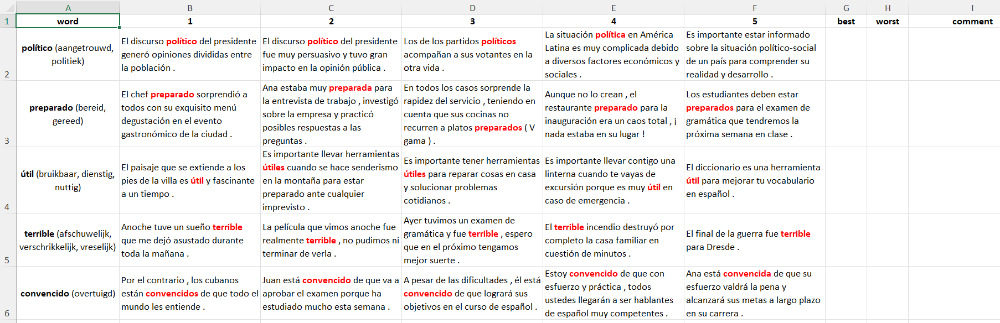 A B C D E F G H I
1 word 1 2 3 4 5 best worst comment
político (aangetrouwd,
politiek)
El discurso político del presidente
generó opiniones divididas entre
la población .
El discurso político del presidente
fue muy persuasivo y tuvo gran
impacto en la opinión pública .
Los de los partidos políticos
acompañan a sus votantes en la
otra vida .
La situación política en América
Latina es muy complicada debido
a diversos factores económicos y
sociales .
Es importante estar informado
sobre la situación político-social
de un país para comprender su
realidad y desarrollo .
2
preparado (bereid,
gereed)
El chef preparado sorprendió a
todos con su exquisito menú
degustación en el evento
gastronómico de la ciudad .
Ana estaba muy preparada para
la entrevista de trabajo , investigó
sobre la empresa y practicó
posibles respuestas a las
preguntas .
En todos los casos sorprende la
rapidez del servicio , teniendo en
cuenta que sus cocinas no
recurren a platos preparados ( V
gama ) .
Aunque no lo crean , el
restaurante preparado para la
inauguración era un caos total , ¡
nada estaba en su lugar !
Los estudiantes deben estar
preparados para el examen de
gramática que tendremos la
próxima semana en clase .
3
útil (bruikbaar, dienstig,
nuttig)
El paisaje que se extiende a los
pies de la villa es útil y fascinante
a un tiempo .
Es importante llevar herramientas
útiles cuando se hace senderismo
en la montaña para estar
preparado ante cualquier
imprevisto .
Es importante tener herramientas
útiles para reparar cosas en casa
y solucionar problemas
cotidianos .
Es importante llevar contigo una
linterna cuando te vayas de
excursión porque es muy útil en
caso de emergencia .
El diccionario es una herramienta
útil para mejorar tu vocabulario
en español .
4
terrible (afschuwelijk,
verschrikkelijk, vreselijk)
Anoche tuve un sueño terrible
que me dejó asustado durante
toda la mañana .
La película que vimos anoche fue
realmente terrible , no pudimos ni
terminar de verla .
Ayer tuvimos un examen de
gramática y fue terrible , espero
que en el próximo tengamos
mejor suerte .
El terrible incendio destruyó por
completo la casa familiar en
cuestión de minutos .
El final de la guerra fue terrible
para Dresde .
5
convencido (overtuigd)
Por el contrario , los cubanos
están convencidos de que todo el
mundo les entiende .
Juan está convencido de que va a
aprobar el examen porque ha
estudiado mucho esta semana .
A pesar de las dificultades , él está
convencido de que logrará sus
objetivos en el curso de español .
Estoy convencido de que con
esfuerzo y práctica , todos
ustedes llegarán a ser hablantes
de español muy competentes .
Ana está convencida de que su
esfuerzo valdrá la pena y
alcanzará sus metas a largo plazo
en su carrera .
6